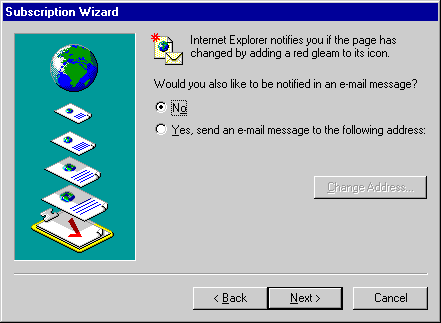 Subscription Wizard
Internet Explorer notifies you if the page has
changed by adding a red gleam to its icon.
Would you also like to be notified in an e-mail message?
No
Yes, send an e-mail message to the following address:
Change Address...
< Back
Next >
Cancel